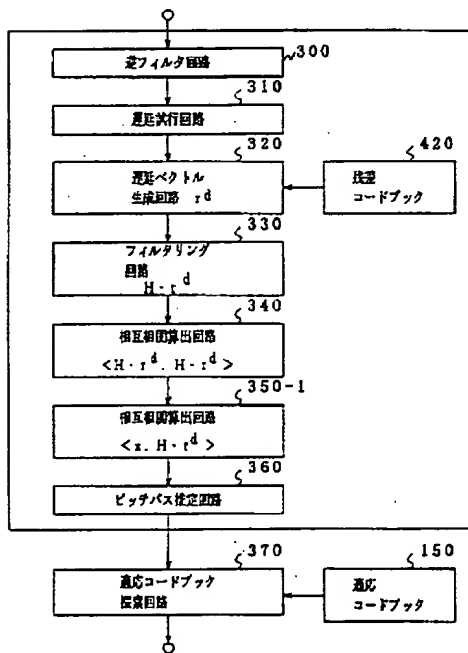 300
逆フィルタ回路
310
遅延試行回路
320
遅延ベクトル
生成回路 r d
420
残差
コードブック
330
フィルタリング
回路
H・r d
340
相互相関算出回路
<H・r d. H・r d>
350-1
相互相関算出回路
<x. H・r d>
360
ピッチパス推定回路
370
適応コードブック
探索回路
150
適応
コードブック